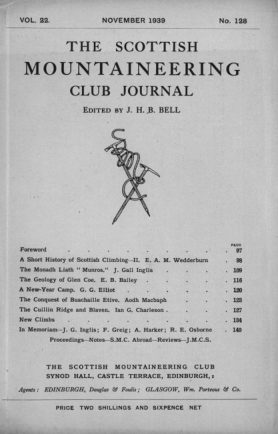 VOL. 22. NOVEMBER 1939 No. 128
THE SCOTTISH
MOUNTAINEERING
CLUB JOURNAL
EDITED BY J. H. B. BELL
PAGE
Foreword . . . . . . . 97
A Short History of Scottish Climbing—II. E. A. M. Wedderburn . 98
The Monadh Liath "Munros." J. Gall Inglis . . . 109
The Geology of Glen Coe. E. B. Bailey . . . . 116
A New-Year Camp. G. G. Elliot . . . . . 120
The Conquest of Buachaille Etive. Aodh Macbaph . . . 123
The Cuillin Ridge and Blaven. Ian G. Charleson . . . 127
New Climbs . . . . . . . 134
In Memoriam—J. G. Inglis; P. Greig; A. Harker; R. E. Osborne . 140
Proceedings—Notes—S.M.C. Abroad—Reviews—J.M.C.S.
THE SCOTTISH MOUNTAINEERING CLUB
SYNOD HALL, CASTLE TERRACE, EDINBURGH, 1
Agents: EDINBURGH, Douglas & Foulis; GLASGOW, Wm. Porteous & Co.
PRICE TWO SHILLINGS AND SIXPENCE NET